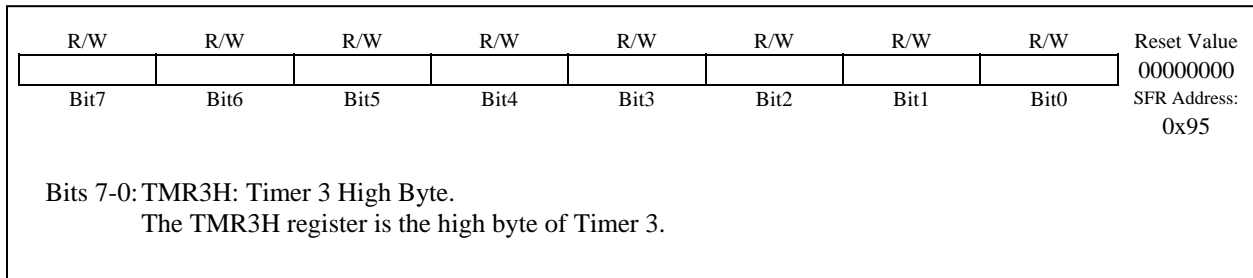 R/W R/W R/W R/W R/W R/W R/W R/W Reset Value
00000000
Bit7 Bit6 Bit5 Bit4 Bit3 Bit2 Bit1 Bit0 SFR Address:
0x95
Bits 7-0: TMR3H: Timer 3 High Byte.
The TMR3H register is the high byte of Timer 3.